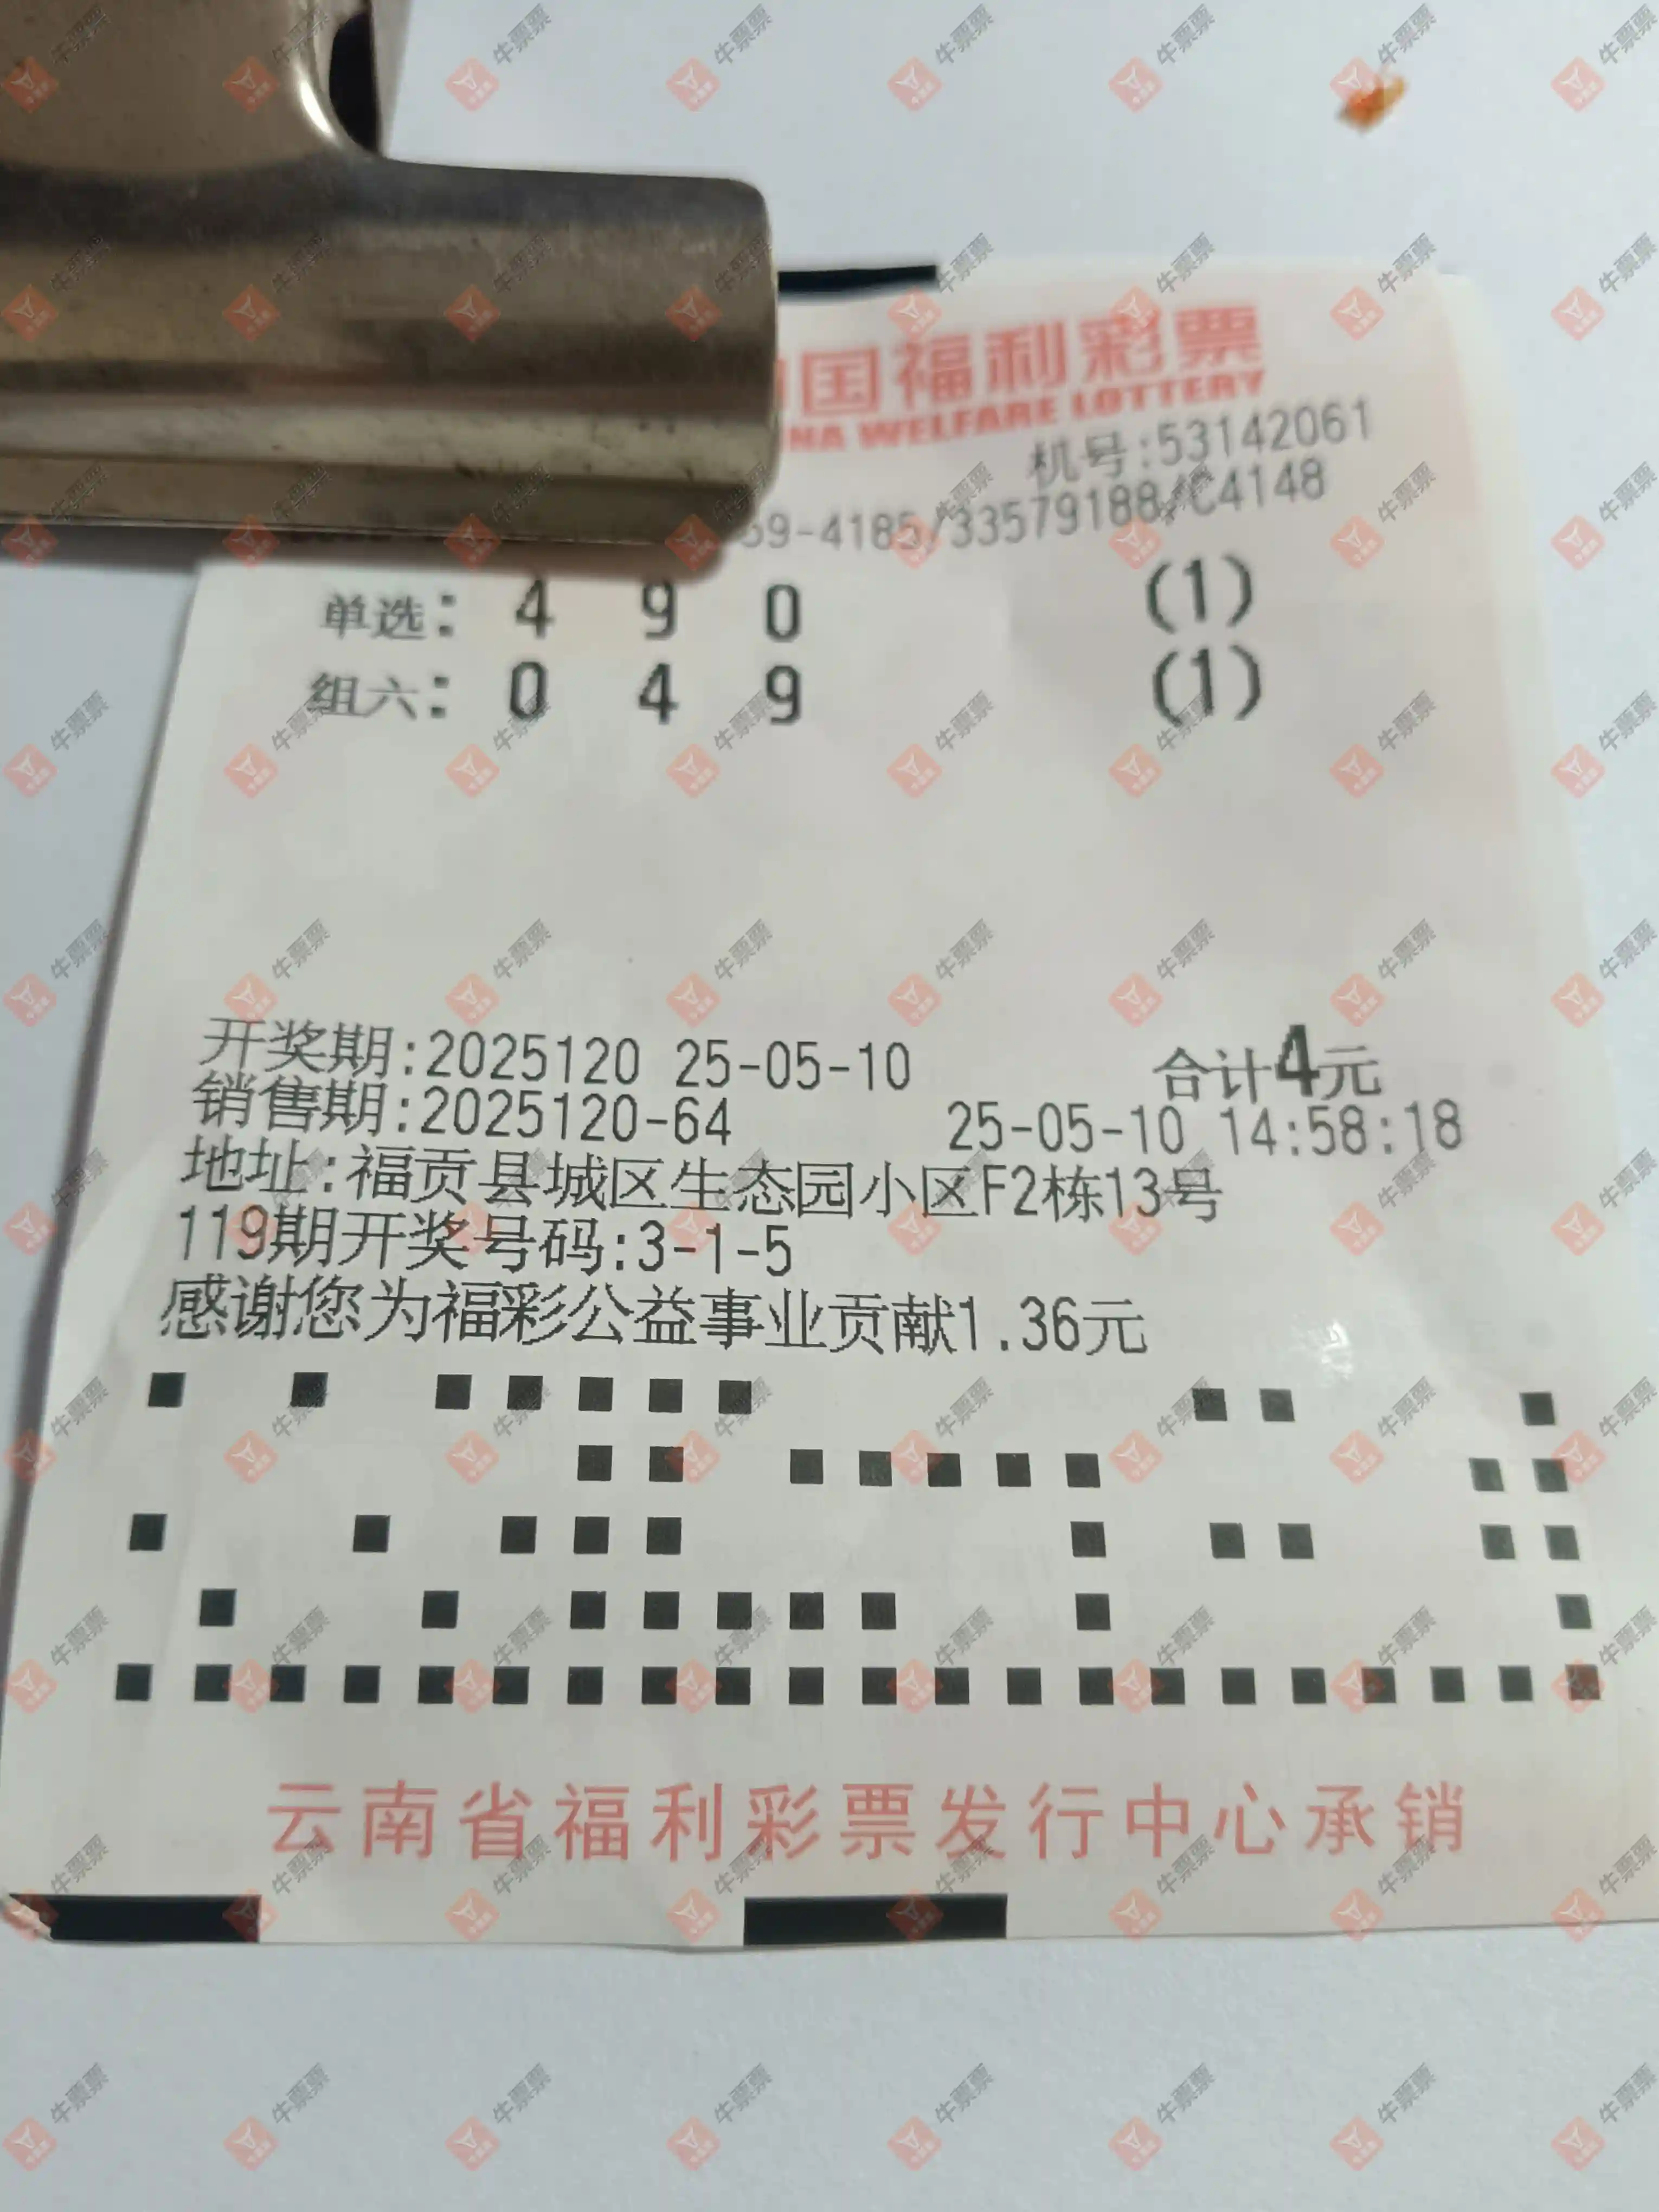 国福利彩票
NA WELFARE LOTTERY
机号:53142061
59-4185/33579188/C4148
单选: 4 9 0 (1)
组六: 0 4 9 (1)
开奖期:2025120 25-05-10 合计4元
销售期:2025120-64 25-05-10 14:58:18
地址:福贡县城区生态园小区F2栋13号
119期开奖号码:3-1-5
感谢您为福彩公益事业贡献1.36元
云南省福利彩票发行中心承销
牛票票